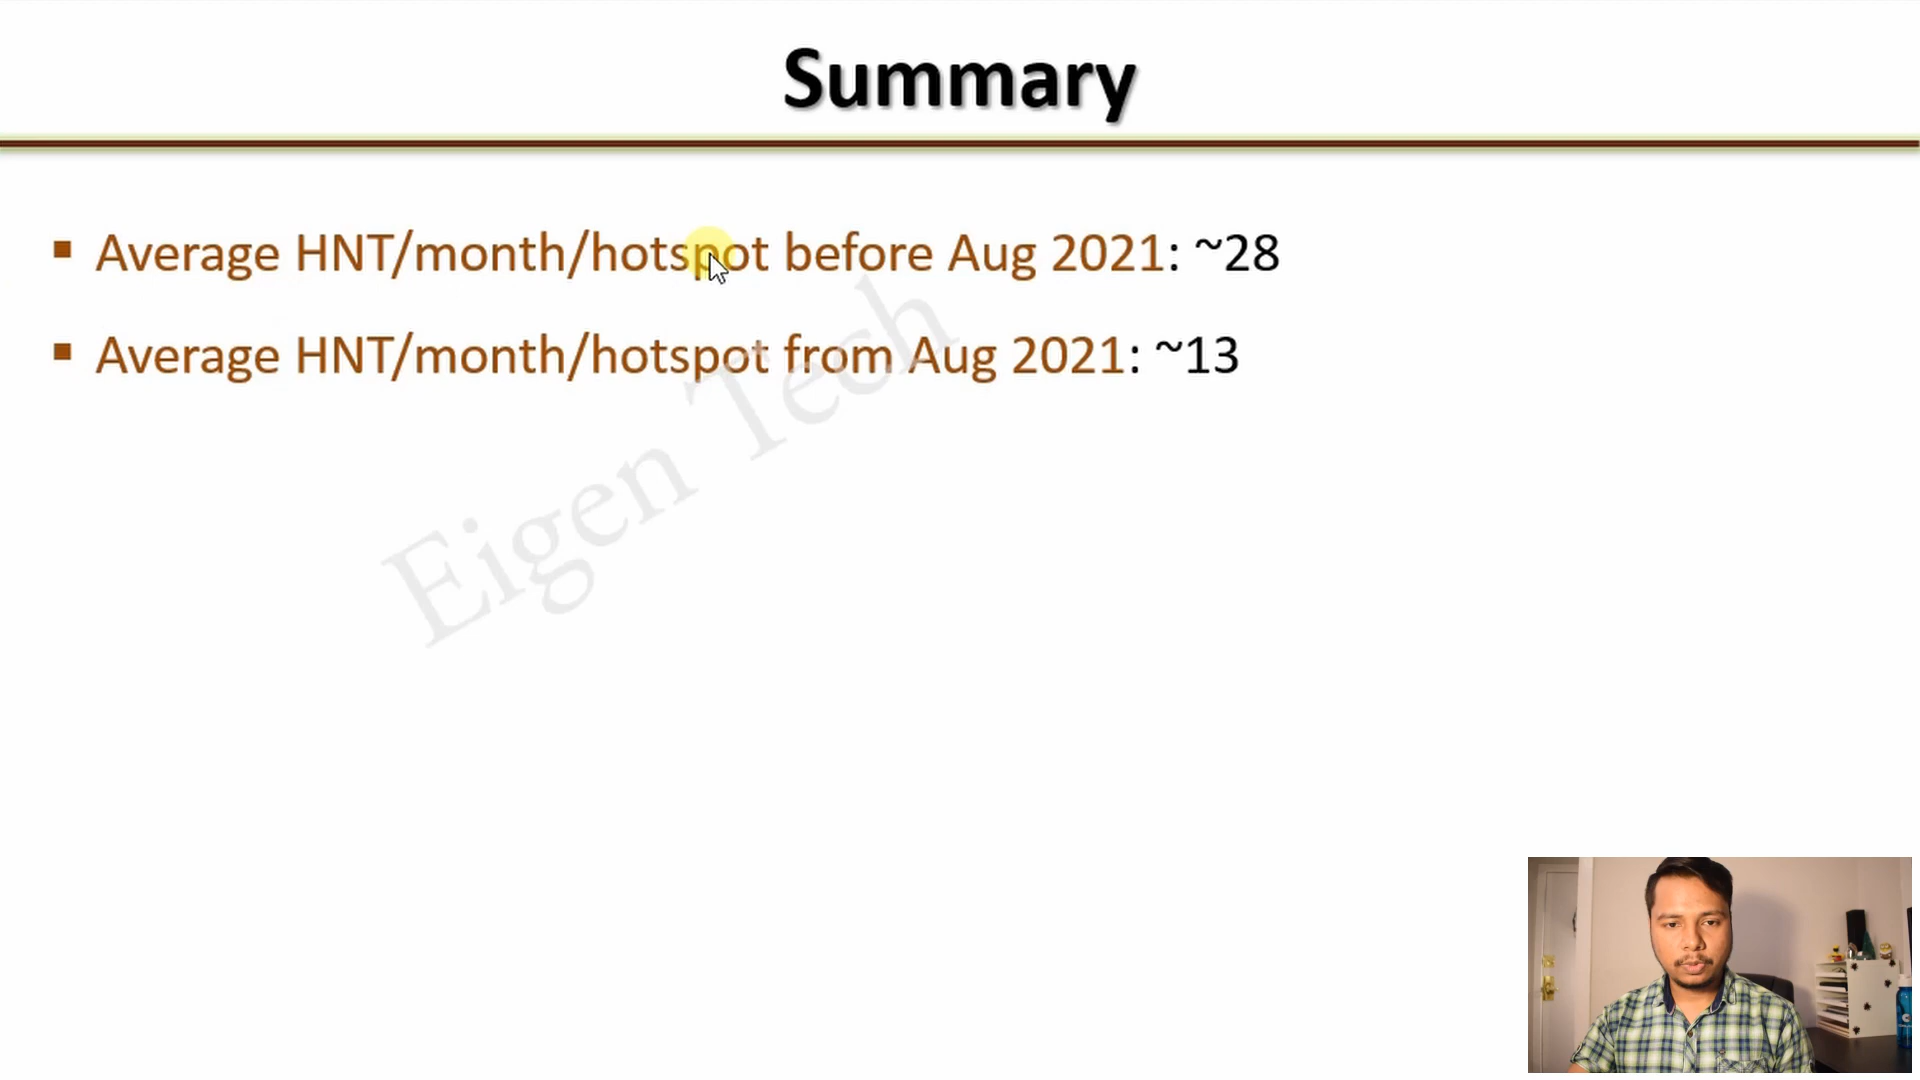 Summary
▪ Average HNT/month/hotspot before Aug 2021: ~28
▪ Average HNT/month/hotspot from Aug 2021: ~13
Eigen Tech